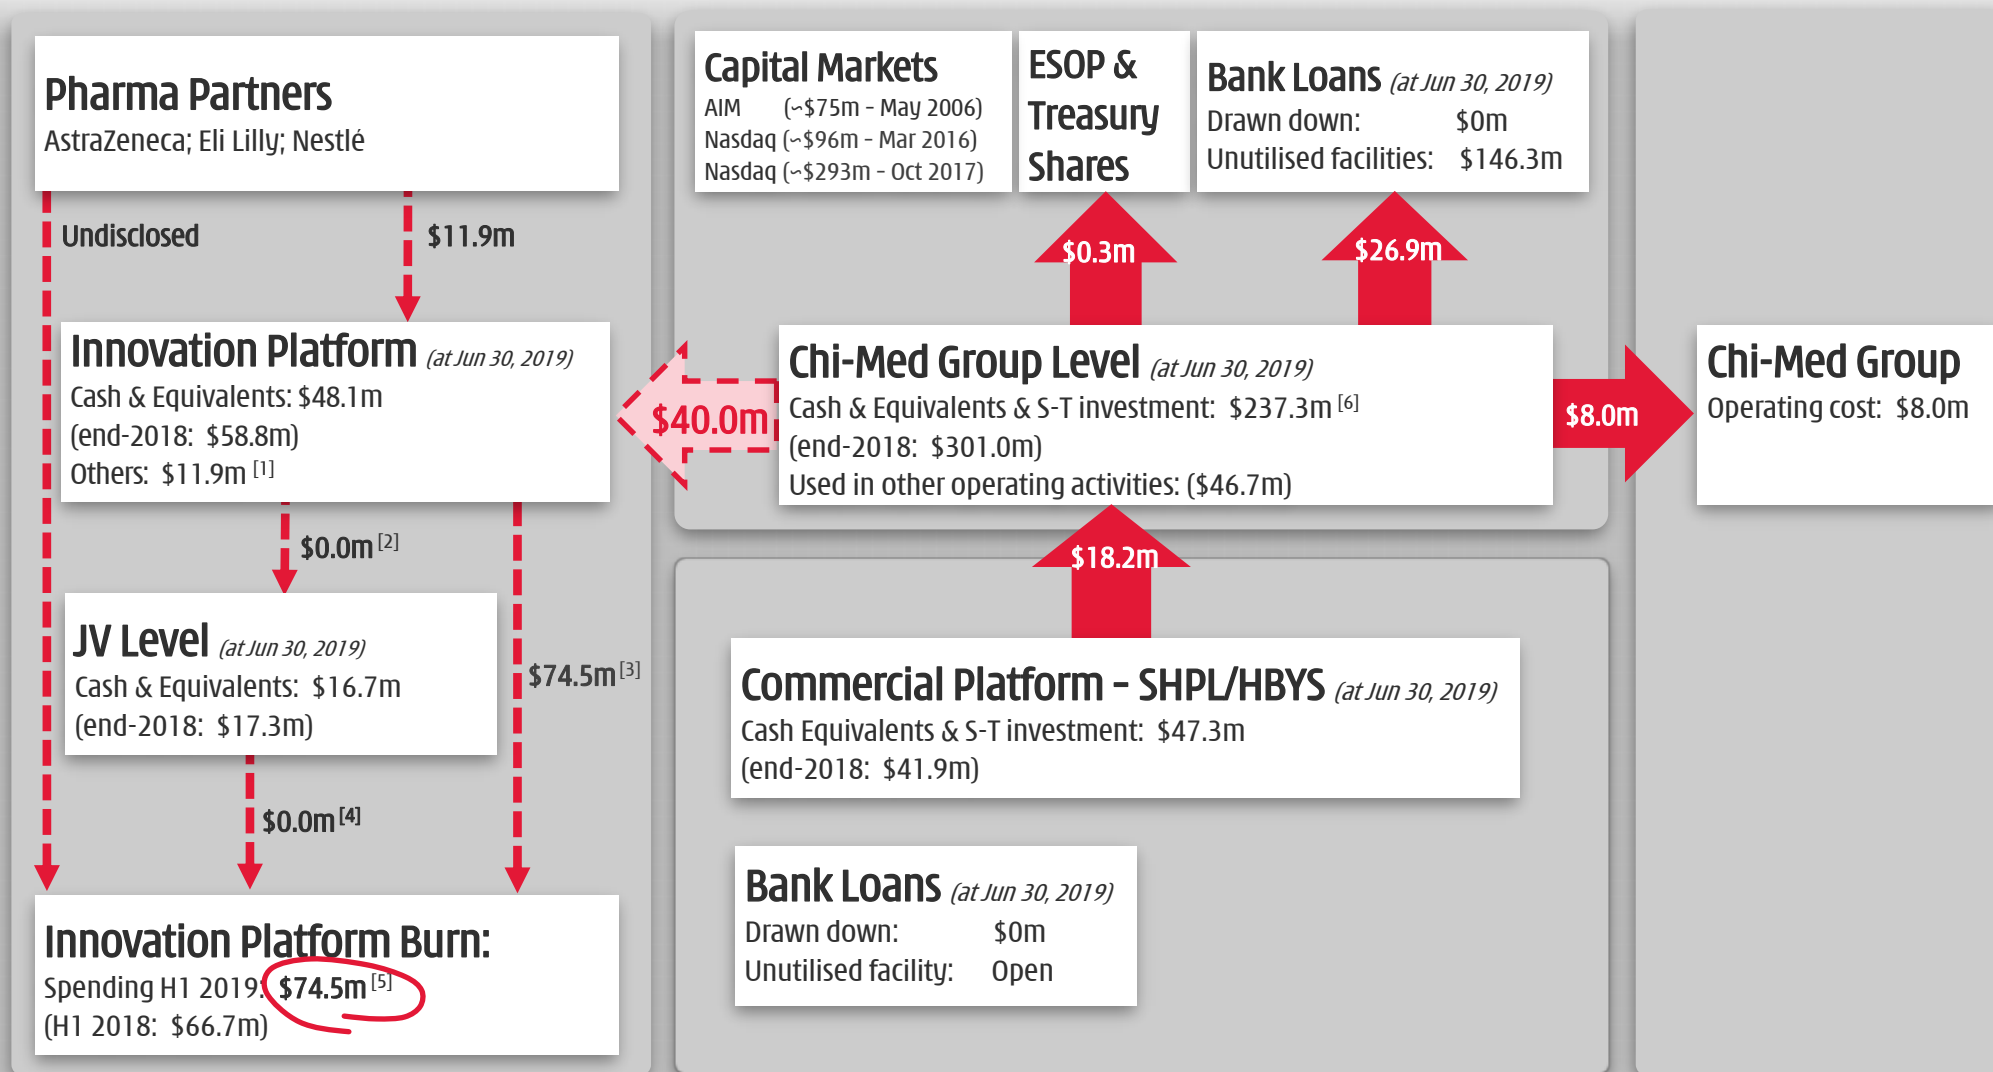 Pharma Partners
AstraZeneca; Eli Lilly; Nestlé
Undisclosed
$11.9m
Innovation Platform (at Jun 30, 2019)
Cash & Equivalents: $48.1m
(end-2018: $58.8m)
Others: $11.9m [1]
$0.0m [2]
JV Level (at Jun 30, 2019)
Cash & Equivalents: $16.7m
(end-2018: $17.3m)
$74.5m [3]
$0.0m [4]
Innovation Platform Burn:
Spending H1 2019: $74.5m [5]
(H1 2018: $66.7m)
Capital Markets
AIM (~$75m – May 2006)
Nasdaq (~$96m – Mar 2016)
Nasdaq (~$293m – Oct 2017)
ESOP &
Treasury
Shares
Bank Loans (at Jun 30, 2019)
Drawn down: $0m
Unutilised facilities: $146.3m
$0.3m
$26.9m
$40.0m
Chi-Med Group Level (at Jun 30, 2019)
Cash & Equivalents & S-T investment: $237.3m [6]
(end-2018: $301.0m)
Used in other operating activities: ($46.7m)
$8.0m
Chi-Med Group
Operating cost: $8.0m
$18.2m
Commercial Platform – SHPL/HBYS (at Jun 30, 2019)
Cash Equivalents & S-T investment: $47.3m
(end-2018: $41.9m)
Bank Loans (at Jun 30, 2019)
Drawn down: $0m
Unutilised facility: Open